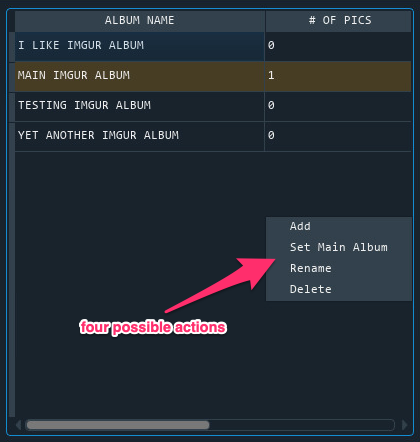 ALBUM NAME # OF PICS
I LIKE IMGUR ALBUM 0
MAIN IMGUR ALBUM 1
TESTING IMGUR ALBUM 0
YET ANOTHER IMGUR ALBUM 0
Add
Set Main Album
Rename
Delete
four possible actions